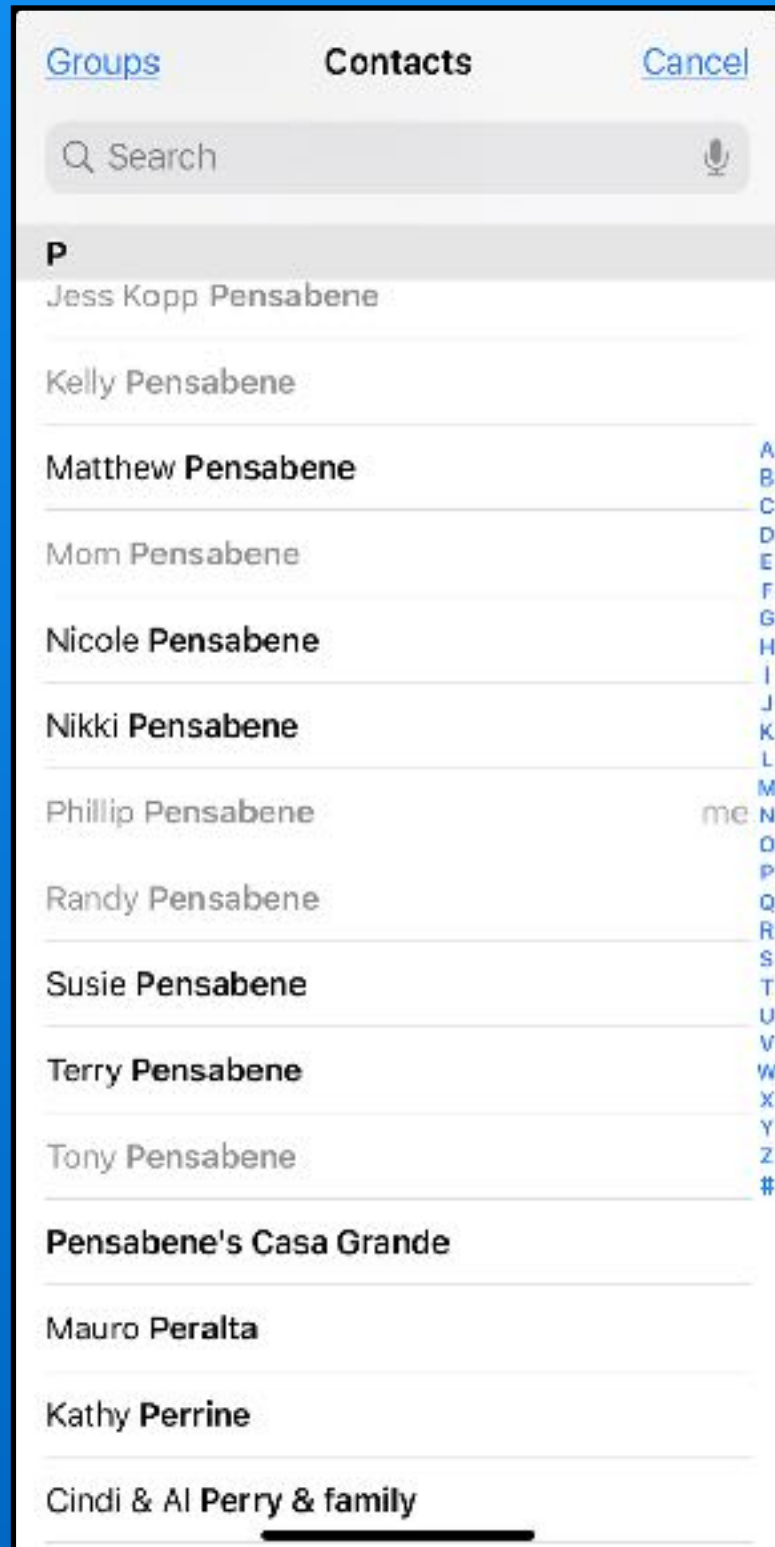 Groups Contacts Cancel
Search
P
Jess Kopp Pensabene
Kelly Pensabene
Matthew Pensabene
Mom Pensabene
Nicole Pensabene
Nikki Pensabene
Phillip Pensabene me
Randy Pensabene
Susie Pensabene
Terry Pensabene
Tony Pensabene
Pensabene's Casa Grande
Mauro Peralta
Kathy Perrine
Cindi & Al Perry & family
A
B
C
D
E
F
G
H
I
J
K
L
M
N
O
P
Q
R
S
T
U
V
W
X
Y
Z
#